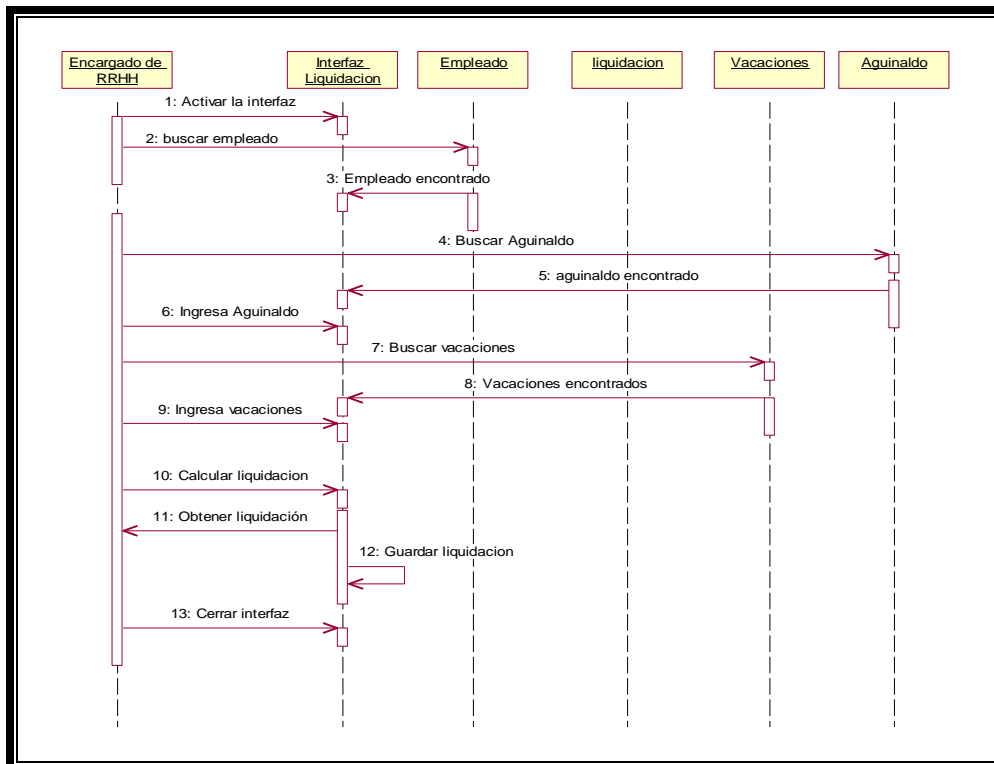 Encargado de
RRHH
Interfaz
Liquidacion
Empleado
liquidacion
Vacaciones
Aguinaldo
1: Activar la interfaz
2: buscar empleado
3: Empleado encontrado
4: Buscar Aguinaldo
5: aguinaldo encontrado
6: Ingresa Aguinaldo
7: Buscar vacaciones
8: Vacaciones encontrados
9: Ingresa vacaciones
10: Calcular liquidacion
11: Obtener liquidación
12: Guardar liquidacion
13: Cerrar interfaz